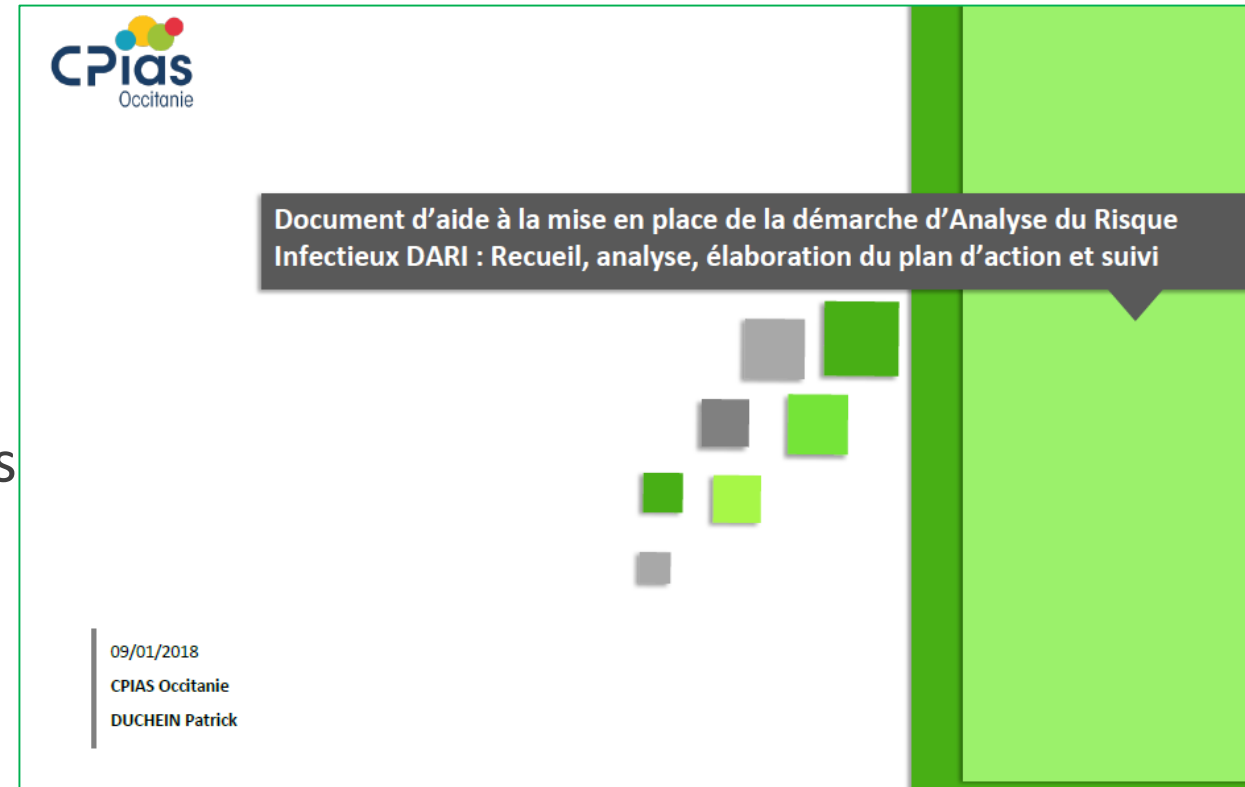 CPias
Occitanie
Document d'aide à la mise en place de la démarche d'Analyse du Risque
Infectieux DARI : Recueil, analyse, élaboration du plan d'action et suivi
s
09/01/2018
CPIAS Occitanie
DUCHEIN Patrick